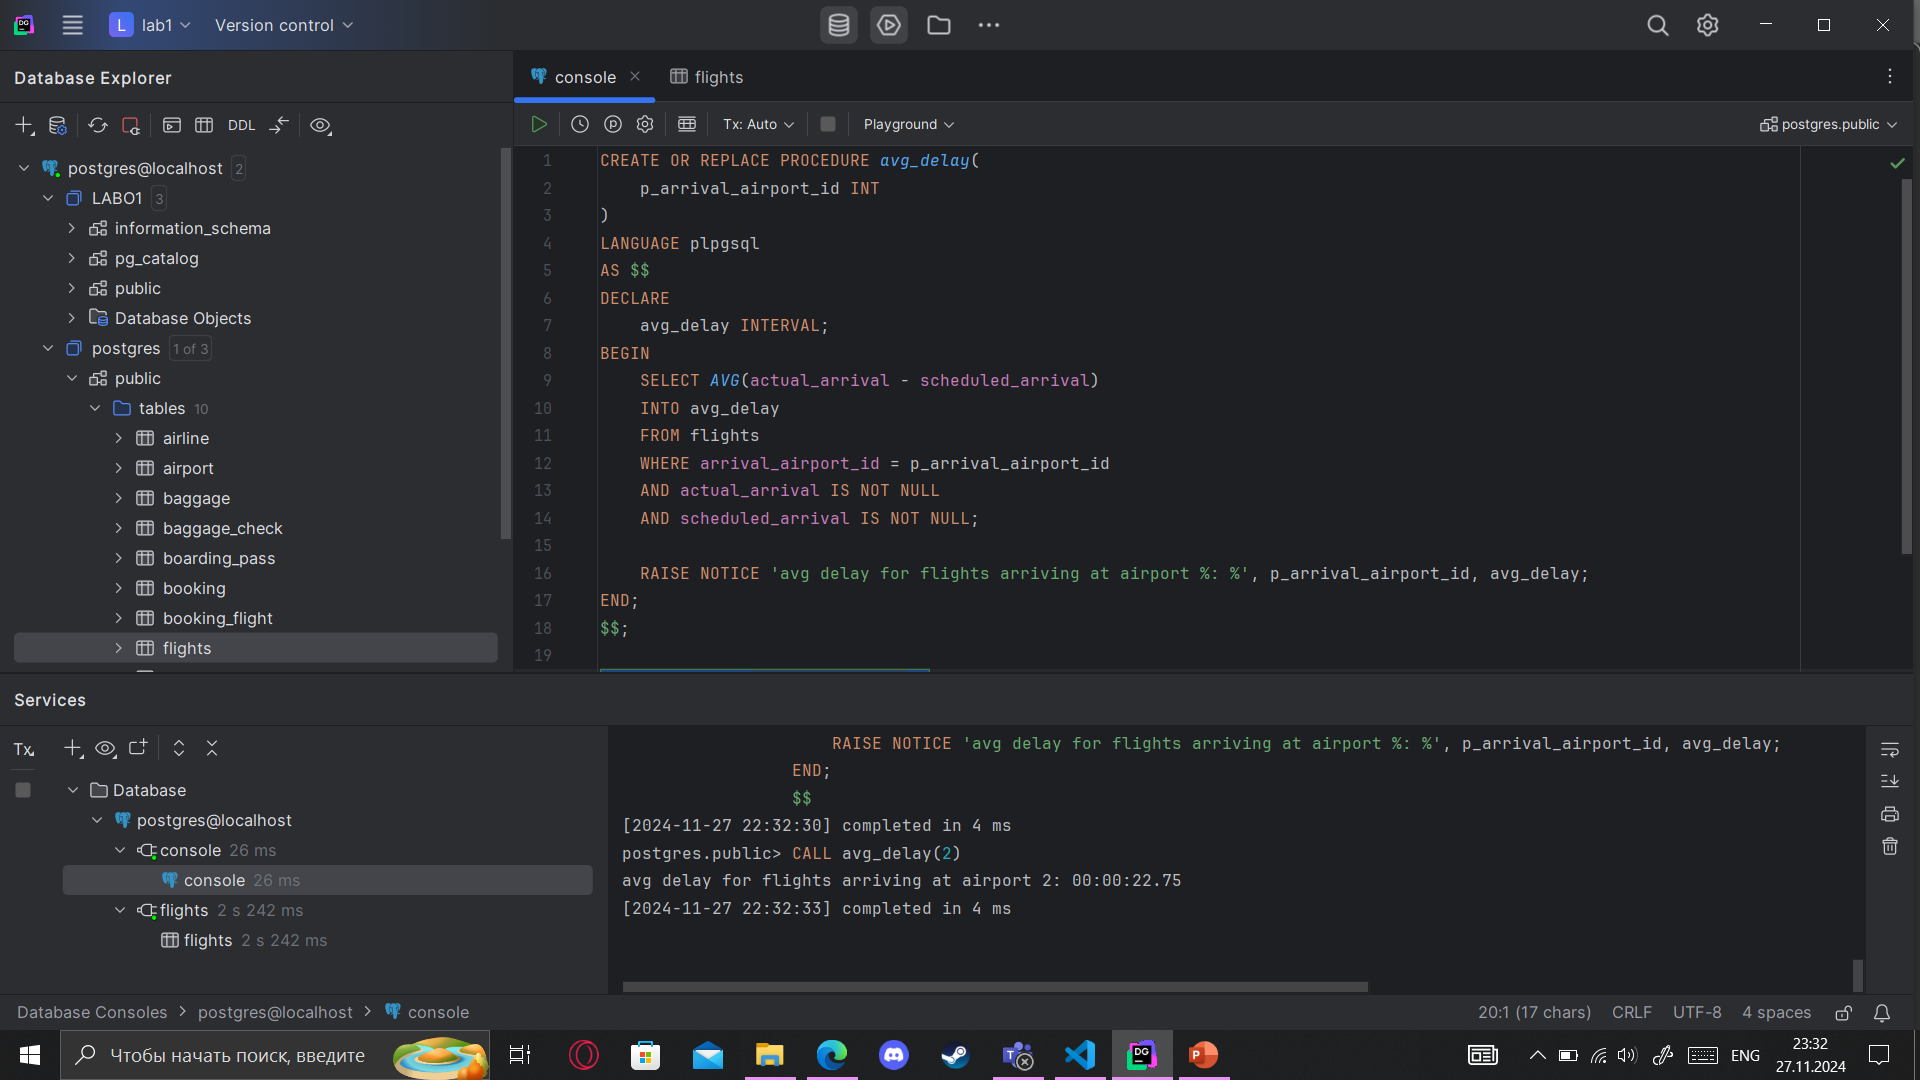 L lab1 Version control
Database Explorer
DDL
postgres@localhost 2
LABO1 3
information_schema
pg_catalog
public
Database Objects
postgres 1 of 3
public
tables 10
airline
airport
baggage
baggage_check
boarding_pass
booking
booking_flight
flights
console flights
Tx: Auto Playground postgres.public
1 CREATE OR REPLACE PROCEDURE avg_delay(
2 p_arrival_airport_id INT
3 )
4 LANGUAGE plpgsql
5 AS $$
6 DECLARE
7 avg_delay INTERVAL;
8 BEGIN
9 SELECT AVG(actual_arrival - scheduled_arrival)
10 INTO avg_delay
11 FROM flights
12 WHERE arrival_airport_id = p_arrival_airport_id
13 AND actual_arrival IS NOT NULL
14 AND scheduled_arrival IS NOT NULL;
15
16 RAISE NOTICE 'avg delay for flights arriving at airport %: %', p_arrival_airport_id, avg_delay;
17 END;
18 $$;
19
Services
Tx
Database
postgres@localhost
console 26 ms
console 26 ms
flights 2 s 242 ms
flights 2 s 242 ms
RAISE NOTICE 'avg delay for flights arriving at airport %: %', p_arrival_airport_id, avg_delay;
END;
$$
[2024-11-27 22:32:30] completed in 4 ms
postgres.public> CALL avg_delay(2)
avg delay for flights arriving at airport 2: 00:00:22.75
[2024-11-27 22:32:33] completed in 4 ms
Database Consoles > postgres@localhost > console
20:1 (17 chars) CRLF UTF-8 4 spaces
Чтобы начать поиск, введите
ENG
23:32
27.11.2024